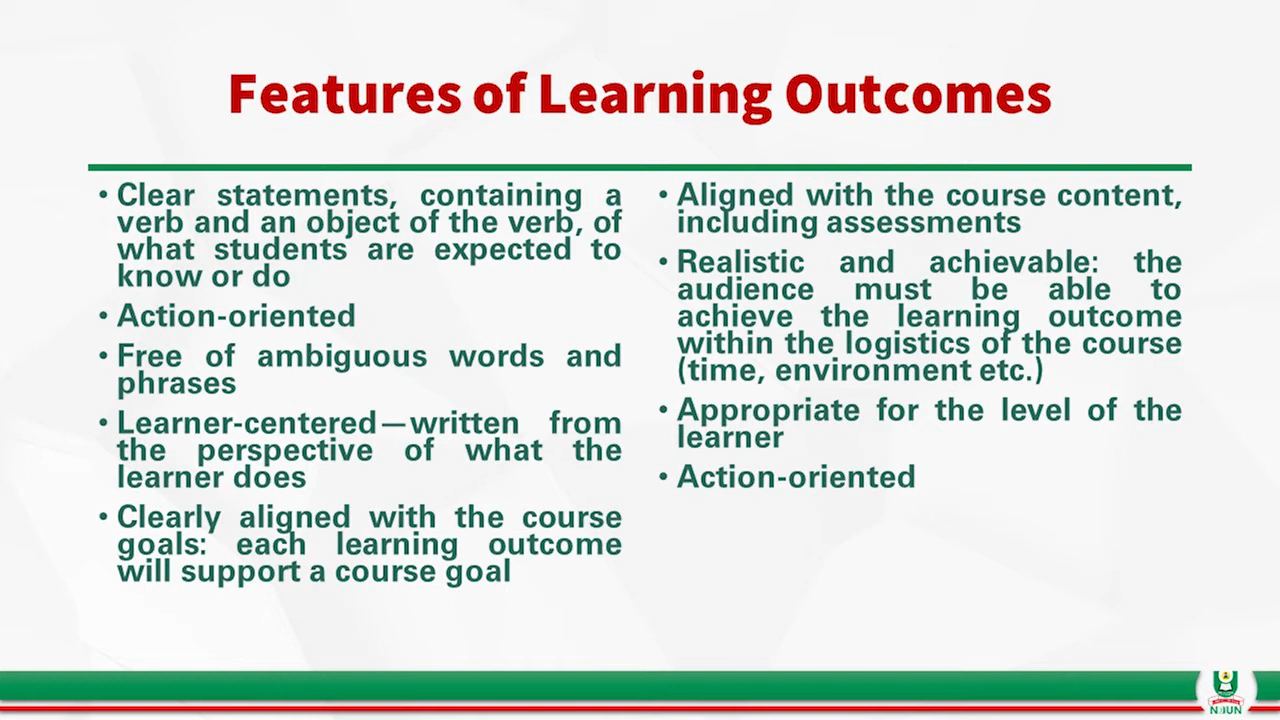 Features of Learning Outcomes
• Clear statements, containing a
verb and an object of the verb, of
what students are expected to
know or do
• Action-oriented
• Free of ambiguous words and
phrases
• Learner-centered—written from
the perspective of what the
learner does
• Clearly aligned with the course
goals: each learning outcome
will support a course goal
• Aligned with the course content,
including assessments
• Realistic and achievable: the
audience must be able to
achieve the learning outcome
within the logistics of the course
(time, environment etc.)
• Appropriate for the level of the
learner
• Action-oriented